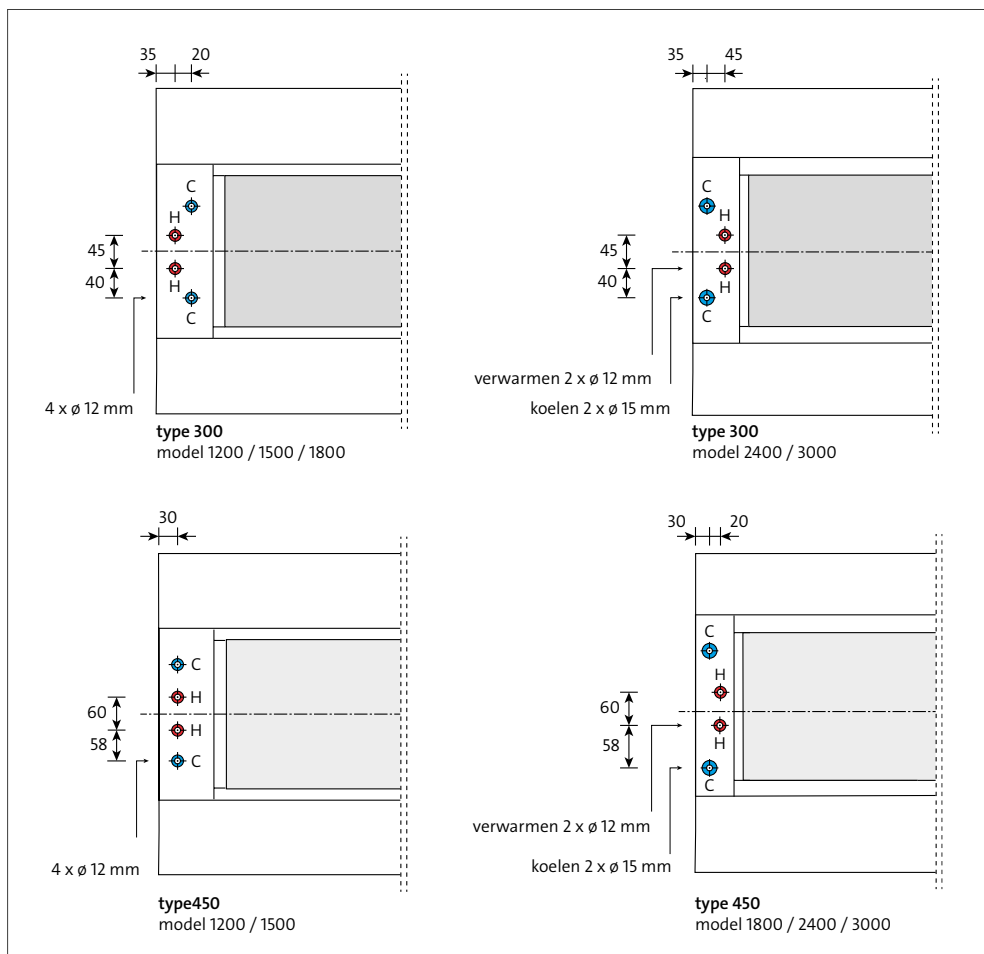 35 20
C
H
45
40
H
C
4 x ø 12 mm
type 300
model 1200 / 1500 / 1800
35 45
C
H
45
40
H
C
verwarmen 2 x ø 12 mm
koelen 2 x ø 15 mm
type 300
model 2400 / 3000
30
C
H
60
H
58
C
4 x ø 12 mm
type450
model 1200 / 1500
30 20
C
H
60
58
H
C
verwarmen 2 x ø 12 mm
koelen 2 x ø 15 mm
type 450
model 1800 / 2400 / 3000